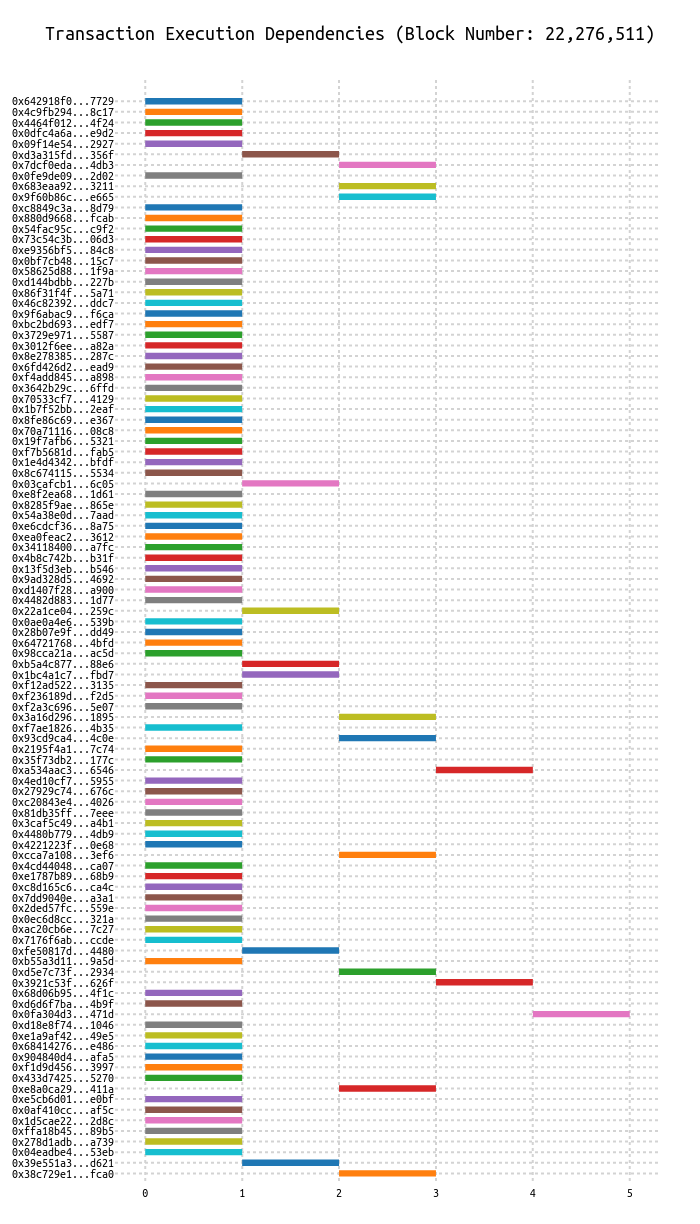 Transaction Execution Dependencies (Block Number: 22,276,511)
0x642918f0...7729
0x4c9fb294...8c17
0x4464f012...4f24
0x0dfc4a6a...e9d2
0x09f14e54...2927
0xd3a315fd...356f
0x7dcf0eda...4db3
0x0fe9de09...2d02
0x683eaa92...3211
0x9f60b86c...e665
0xc8849c3a...8d79
0x880d9668...fcab
0x54fac95c...c9f2
0x73c54c3b...06d3
0xe9356bf5...84c8
0x0bf7cb48...15c7
0x58625d88...1f9a
0xd144bdbb...227b
0x86f31f4f...5a71
0x46c82392...ddc7
0x9f6abac9...f6ca
0xbc2bd693...edf7
0x3729e971...5587
0x3012f6ee...a82a
0x8e278385...287c
0x6fd426d2...ead9
0xf4add845...a898
0x3642b29c...6ffd
0x70533cf7...4129
0x1b7f52bb...2eaf
0x8fe86c69...e367
0x70a71116...08c8
0x19f7afb6...5321
0xf7b5681d...fab5
0x1e4d4342...bfdf
0x8c674115...5534
0x03cafcb1...6c05
0xe8f2ea68...1d61
0x8285f9ae...865e
0x54a38e0d...7aad
0xe6cdcf36...8a75
0xea0feac2...3612
0x34118400...a7fc
0x4b8c742b...b31f
0x13f5d3eb...b546
0x9ad328d5...4692
0xd1407f28...a900
0x4482d883...1d77
0x22a1ce04...259c
0x0ae0a4e6...539b
0x28b07e9f...dd49
0x64721768...4bfd
0x98cca21a...ac5d
0xb5a4c877...88e6
0x1bc4a1c7...fbd7
0xf12ad522...3135
0xf236189d...f2d5
0xf2a3c696...5e07
0x3a16d296...1895
0xf7ae1826...4b35
0x93cd9ca4...4c0e
0x2195f4a1...7c74
0x35f73db2...177c
0xa534aac3...6546
0x4ed10cf7...5955
0x27929c74...676c
0xc20843e4...4026
0x81db35ff...7eee
0x3caf5c49...a4b1
0x4480b779...4db9
0x4221223f...0e68
0xcca7a108...3ef6
0x4cd44048...ca07
0xe1787b89...68b9
0xc8d165c6...ca4c
0x7dd9040e...a3a1
0x2ded57fc...559e
0x0ec6d8cc...321a
0xac20cb6e...7c27
0x7176f6ab...ccde
0xfe50817d...4480
0xb55a3d11...9a5d
0xd5e7c73f...2934
0x3921c53f...626f
0x68d06b95...4f1c
0xd6d6f7ba...4b9f
0x0fa304d3...471d
0xd18e8f74...1046
0xe1a9af42...49e5
0x68414276...e486
0x904840d4...afa5
0xf1d9d456...3997
0x433d7425...5270
0xe8a0ca29...411a
0xe5cb6d01...e0bf
0x0af410cc...af5c
0x1d5cae22...2d8c
0xffa18b45...89b5
0x278d1adb...a739
0x04eadbe4...53eb
0x39e551a3...d621
0x38c729e1...fca0
0 1 2 3 4 5